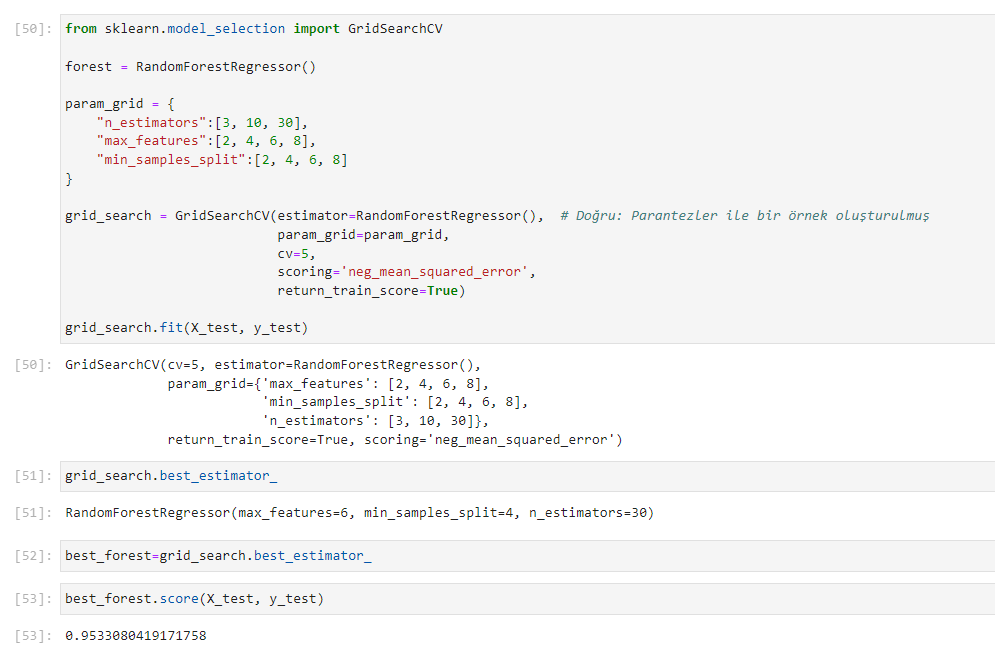 [50]: from sklearn.model_selection import GridSearchCV
forest = RandomForestRegressor()
param_grid = {
"n_estimators":[3, 10, 30],
"max_features":[2, 4, 6, 8],
"min_samples_split":[2, 4, 6, 8]
}
grid_search = GridSearchCV(estimator=RandomForestRegressor(),  # Doğru: Parantezler ile bir örnek oluşturulmuş
param_grid=param_grid,
cv=5,
scoring='neg_mean_squared_error',
return_train_score=True)
grid_search.fit(X_test, y_test)
[50]: GridSearchCV(cv=5, estimator=RandomForestRegressor(),
param_grid={'max_features': [2, 4, 6, 8],
'min_samples_split': [2, 4, 6, 8],
'n_estimators': [3, 10, 30]},
return_train_score=True, scoring='neg_mean_squared_error')
[51]: grid_search.best_estimator_
[51]: RandomForestRegressor(max_features=6, min_samples_split=4, n_estimators=30)
[52]: best_forest=grid_search.best_estimator_
[53]: best_forest.score(X_test, y_test)
[53]: 0.9533080419171758